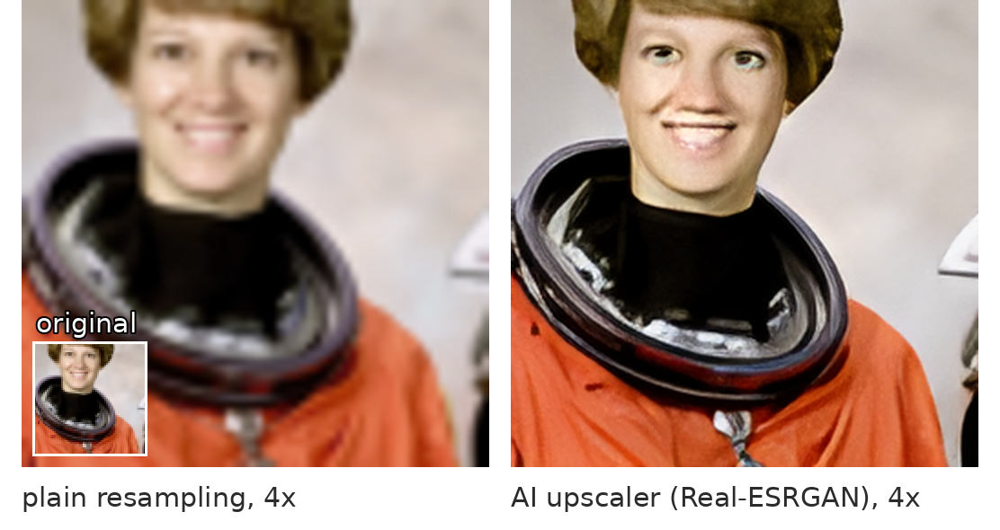 original
plain resampling, 4x
AI upscaler (Real-ESRGAN), 4x